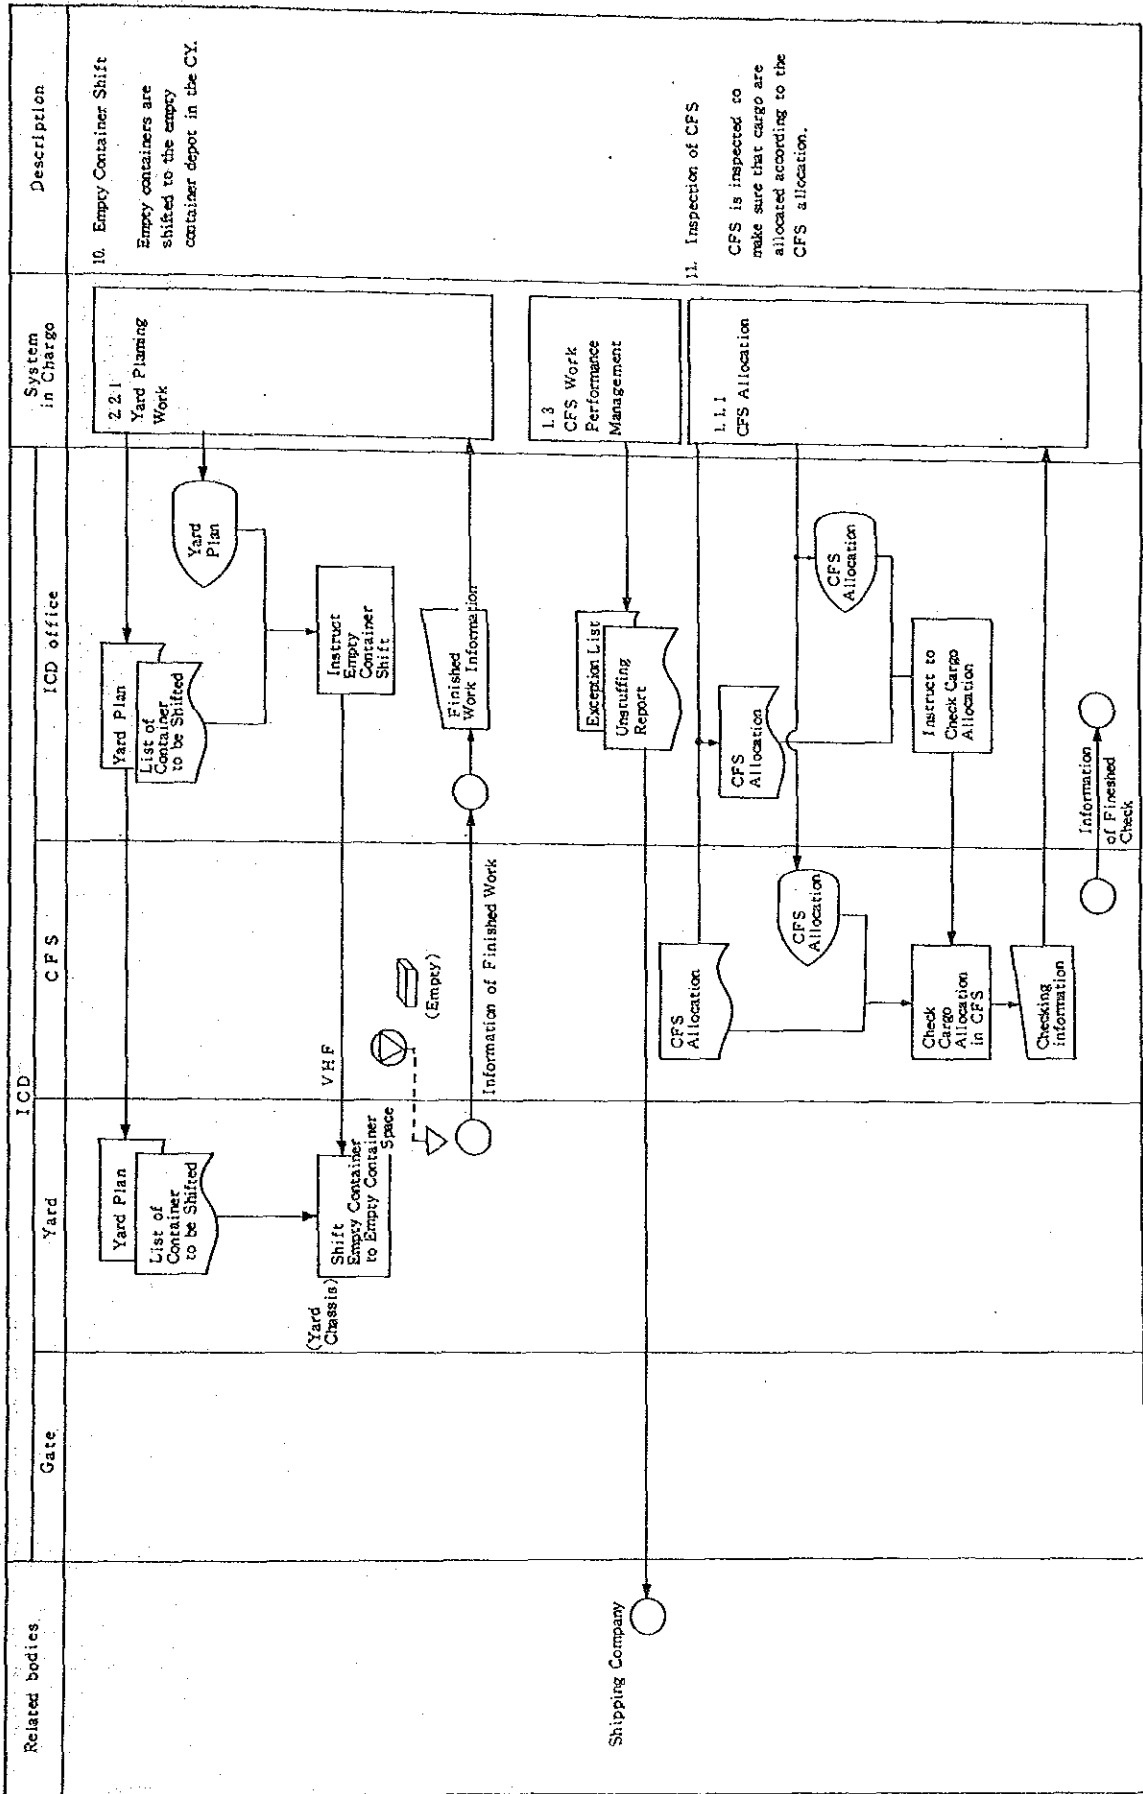 Related bodies
ICD
Gate
Yard
CFS
ICD office
System
in Chargo
Description
Yard Plan
List of
Container
to be Shifted
Yard Plan
List of
Container
to be Shifted
Yard
Plan
2.2.1
Yard Planing
Work
10. Empty Container Shift
Empty containers are
shifted to the empty
container depot in the CY.
(Yard
Chassis)
Shift
Empty Container
to Empty Container
Space
VHF
Instruct
Empty
Container
Shift
(Empty)
Information of Finished Work
Finished
Work Information
Shipping Company
Exception List
Unstuffing
Report
1.3
CFS Work
Performance
Management
CFS
Allocation
CFS
Allocation
CFS
Allocation
CFS
Allocation
1.1.1
CFS Allocation
11. Inspection of CFS
CFS is inspected to
make sure that cargo are
allocated according to the
CFS allocation.
Check
Cargo
Allocation
in CFS
Instruct to
Check Cargo
Allocation
Checking
information
Information
of Fineshed
Check